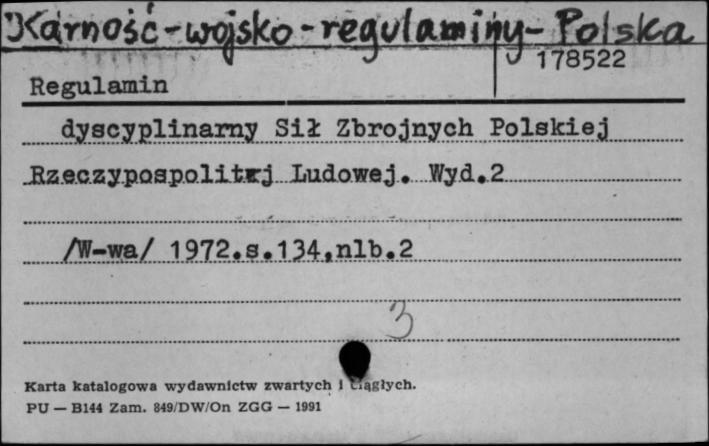 Karność-wojsko-regulaminy-Polska
178522
Regulamin
dyscyplinarny Sił Zbrojnych Polskiej
Rzeczypospolitej Ludowej. Wyd.2
/W-wa/ 1972.s.134,nlb.2
3
Karta katalogowa wydawnictw zwartych i ciągłych.
PU — B144 Zam. 849/DW/On ZGG — 1991